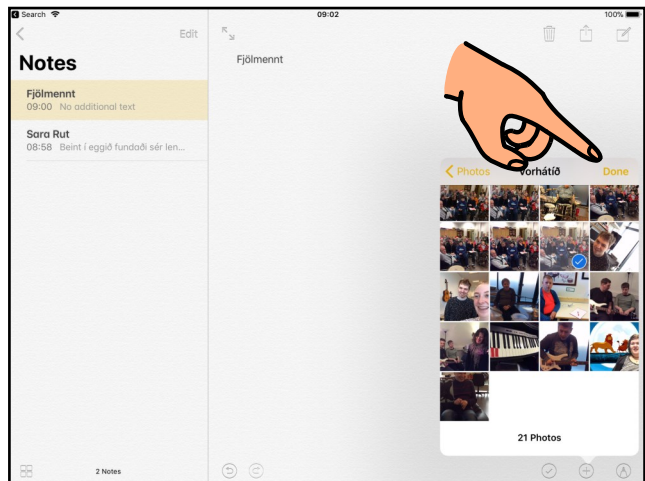 Search
09:02
100%
Edit
Notes
Fjölmennt
09:00 No additional text
Sara Rut
08:58 Beint í eggið fundaði sér len...
2 Notes
Fjölmennt
Photos
Vorhátíð
Done
21 Photos